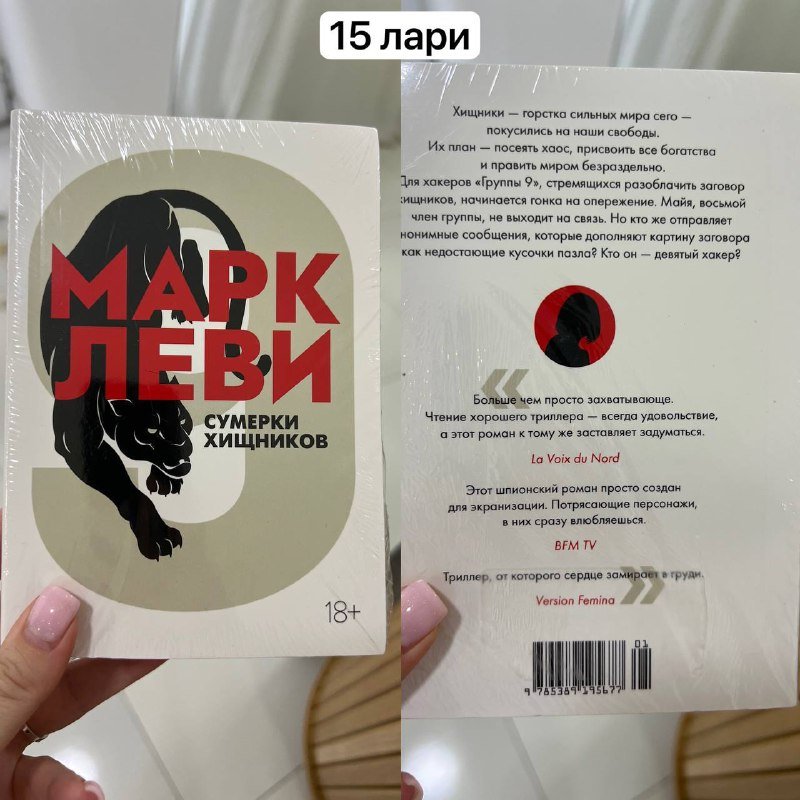 15 лари
МАРК
ЛЕВИ
СУМЕРКИ
ХИЩНИКОВ
18+
Хищники — горстка сильных мира сего —
покусились на наши свободы.
Их план — посеять хаос, присвоить все богатства
и править миром безраздельно.
Для хакеров «Группы 9», стремящихся разоблачить заговор
хищников, начинается гонка на опережение. Майя, восьмой
член группы, не выходит на связь. Но кто же отправляет
анонимные сообщения, которые дополняют картину заговора
как недостающие кусочки пазла? Кто он — девятый хакер?
«
Больше чем просто захватывающе.
Чтение хорошего триллера — всегда удовольствие,
а этот роман к тому же заставляет задуматься.
La Voix du Nord
Этот шпионский роман просто создан
для экранизации. Потрясающие персонажи,
в них сразу влюбляешься.
BFM TV
Триллер, от которого сердце замирает в груди.
Version Femina
»
01
9 785389 195677